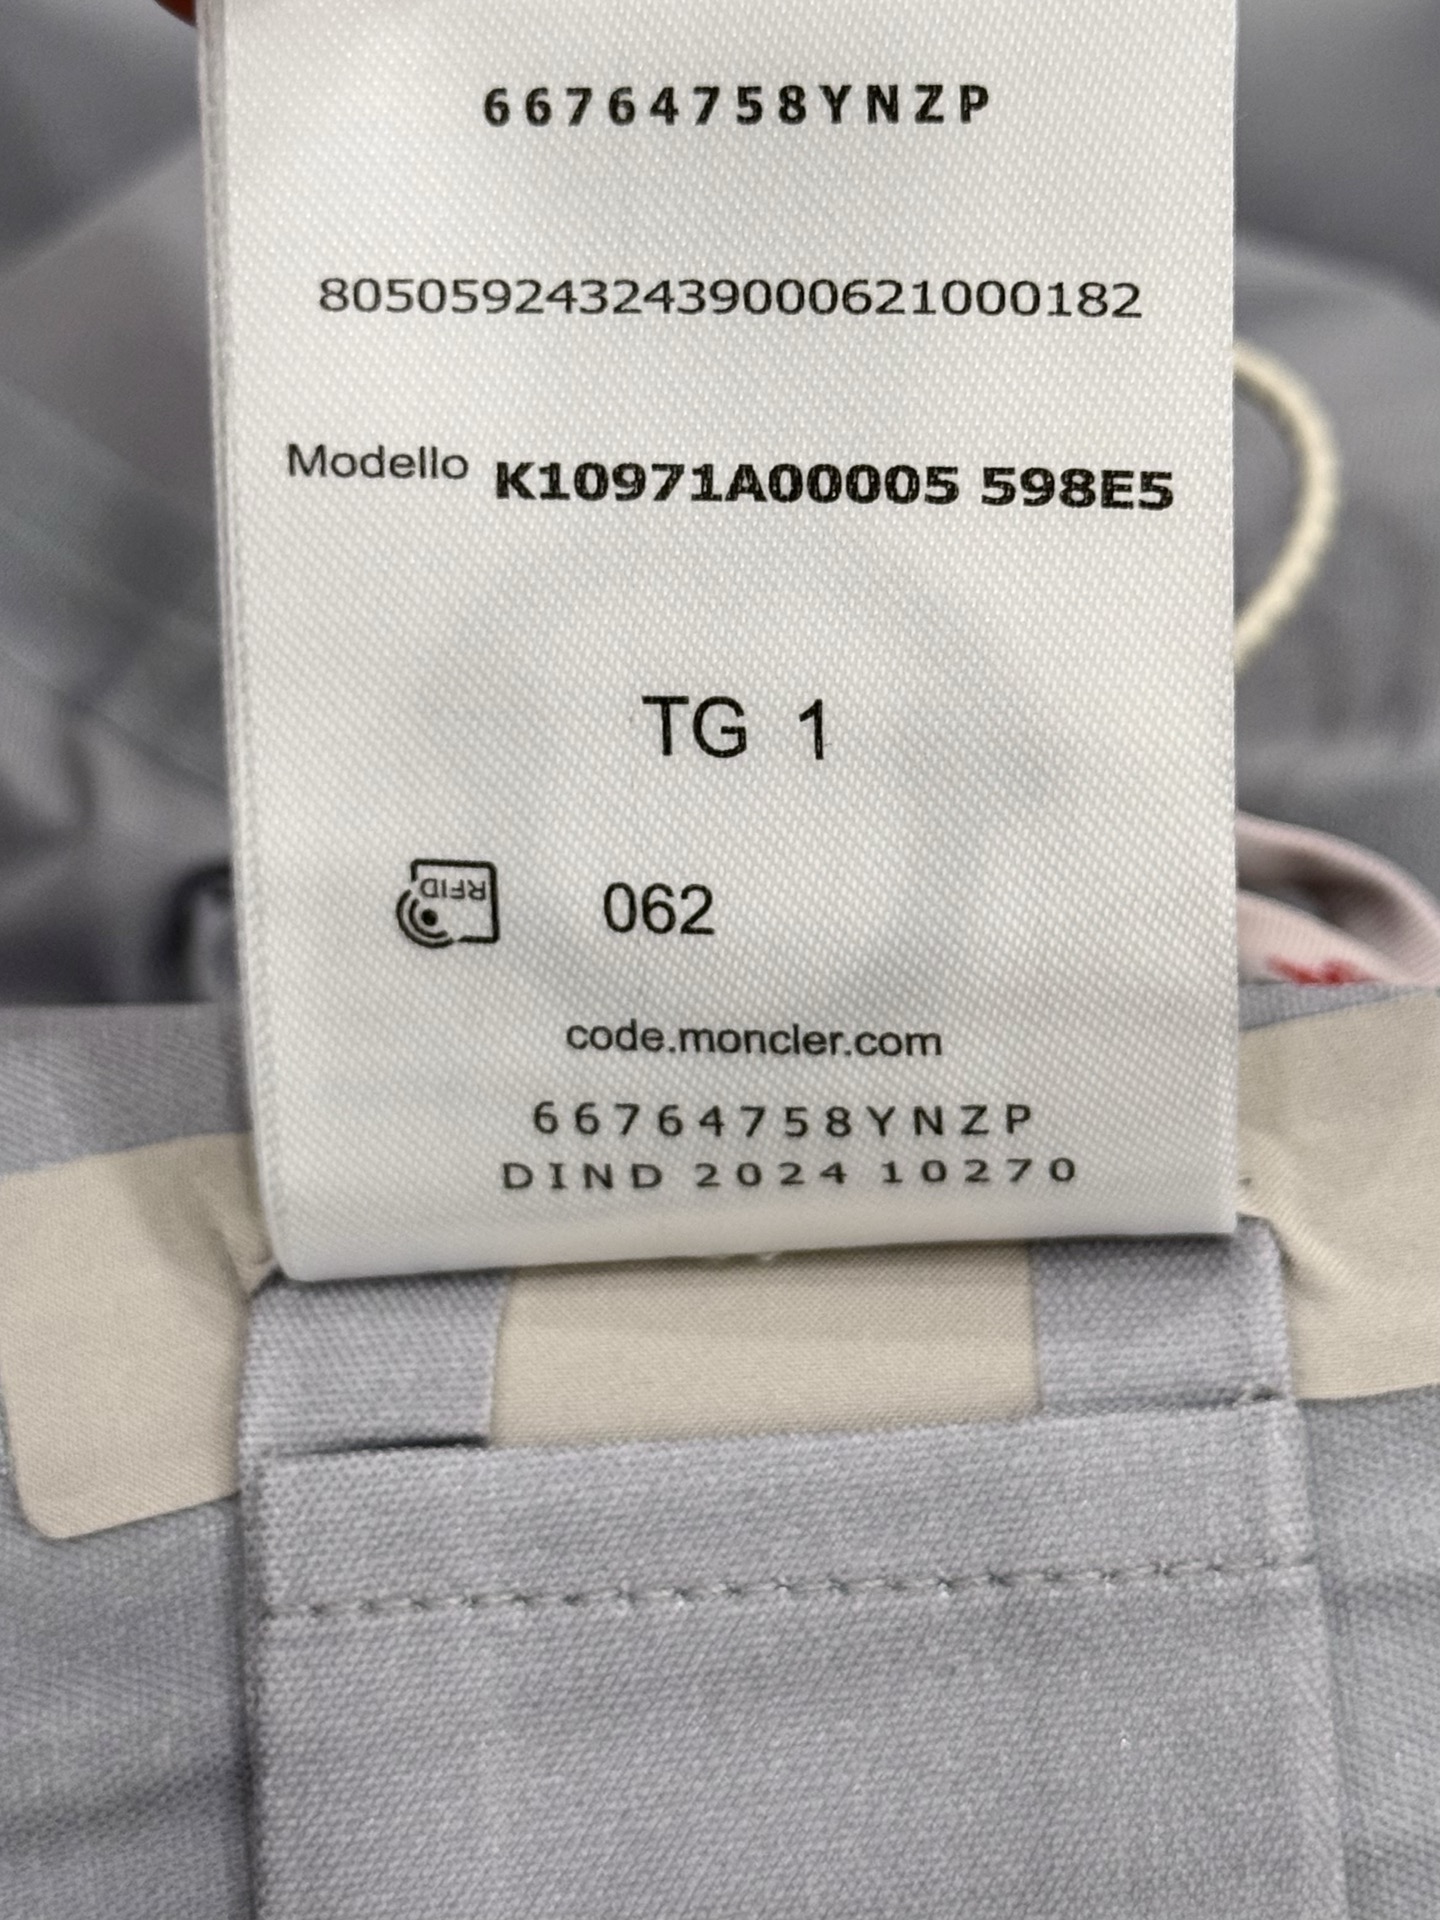 66764758YNZP
8050592432439000621000182
Modello K10971A00005 598E5
TG 1
RFID 062
code.moncler.com
66764758YNZP
DIND 2024 10270